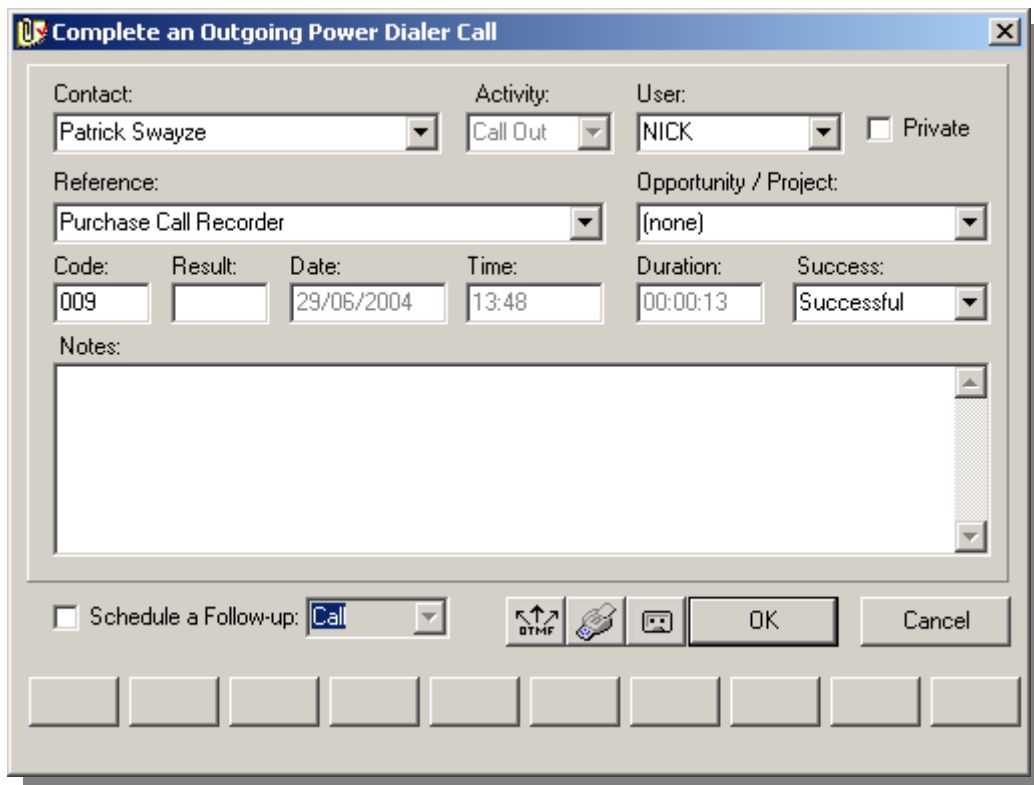 Complete an Outgoing Power Dialer Call
Contact: Activity: User:
Patrick Swayze Call Out NICK Private
Reference: Opportunity / Project:
Purchase Call Recorder (none)
Code: Result: Date: Time: Duration: Success:
009 29/06/2004 13:48 00:00:13 Successful
Notes:
Schedule a Follow-up: Call DTMF OK Cancel